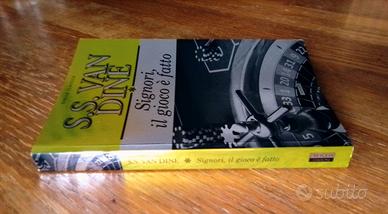 S.S. VAN
DINE
Signori,
il gioco è fatto
S.S. VAN DINE * Signori, il gioco è fatto
subito